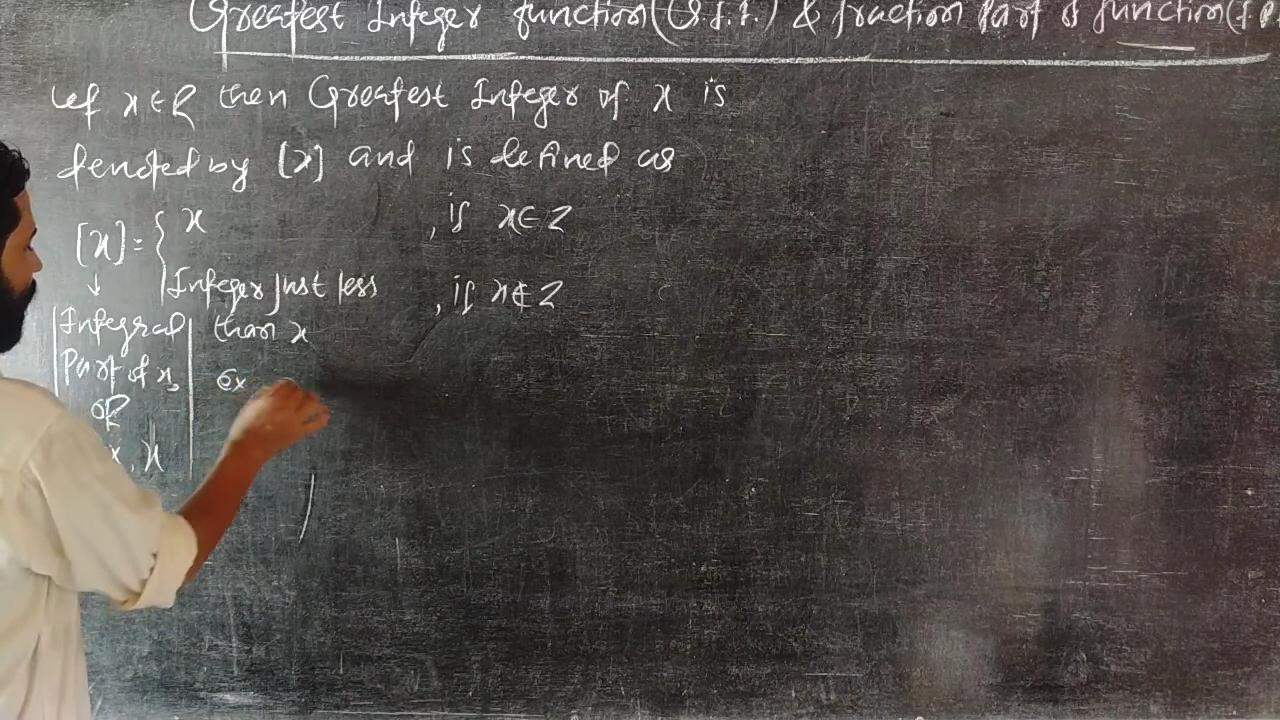 Greatest Integer function (G.I.F.) & fraction Part of function (F.P
Let x ∈ R then Greatest Integer of x is
denoted by [x] and is defined as
[x] = { x , if x ∈ Z
Integer just less , if x ∉ Z
than x
↓
Integral
Part of x,
OR
x, x
ex